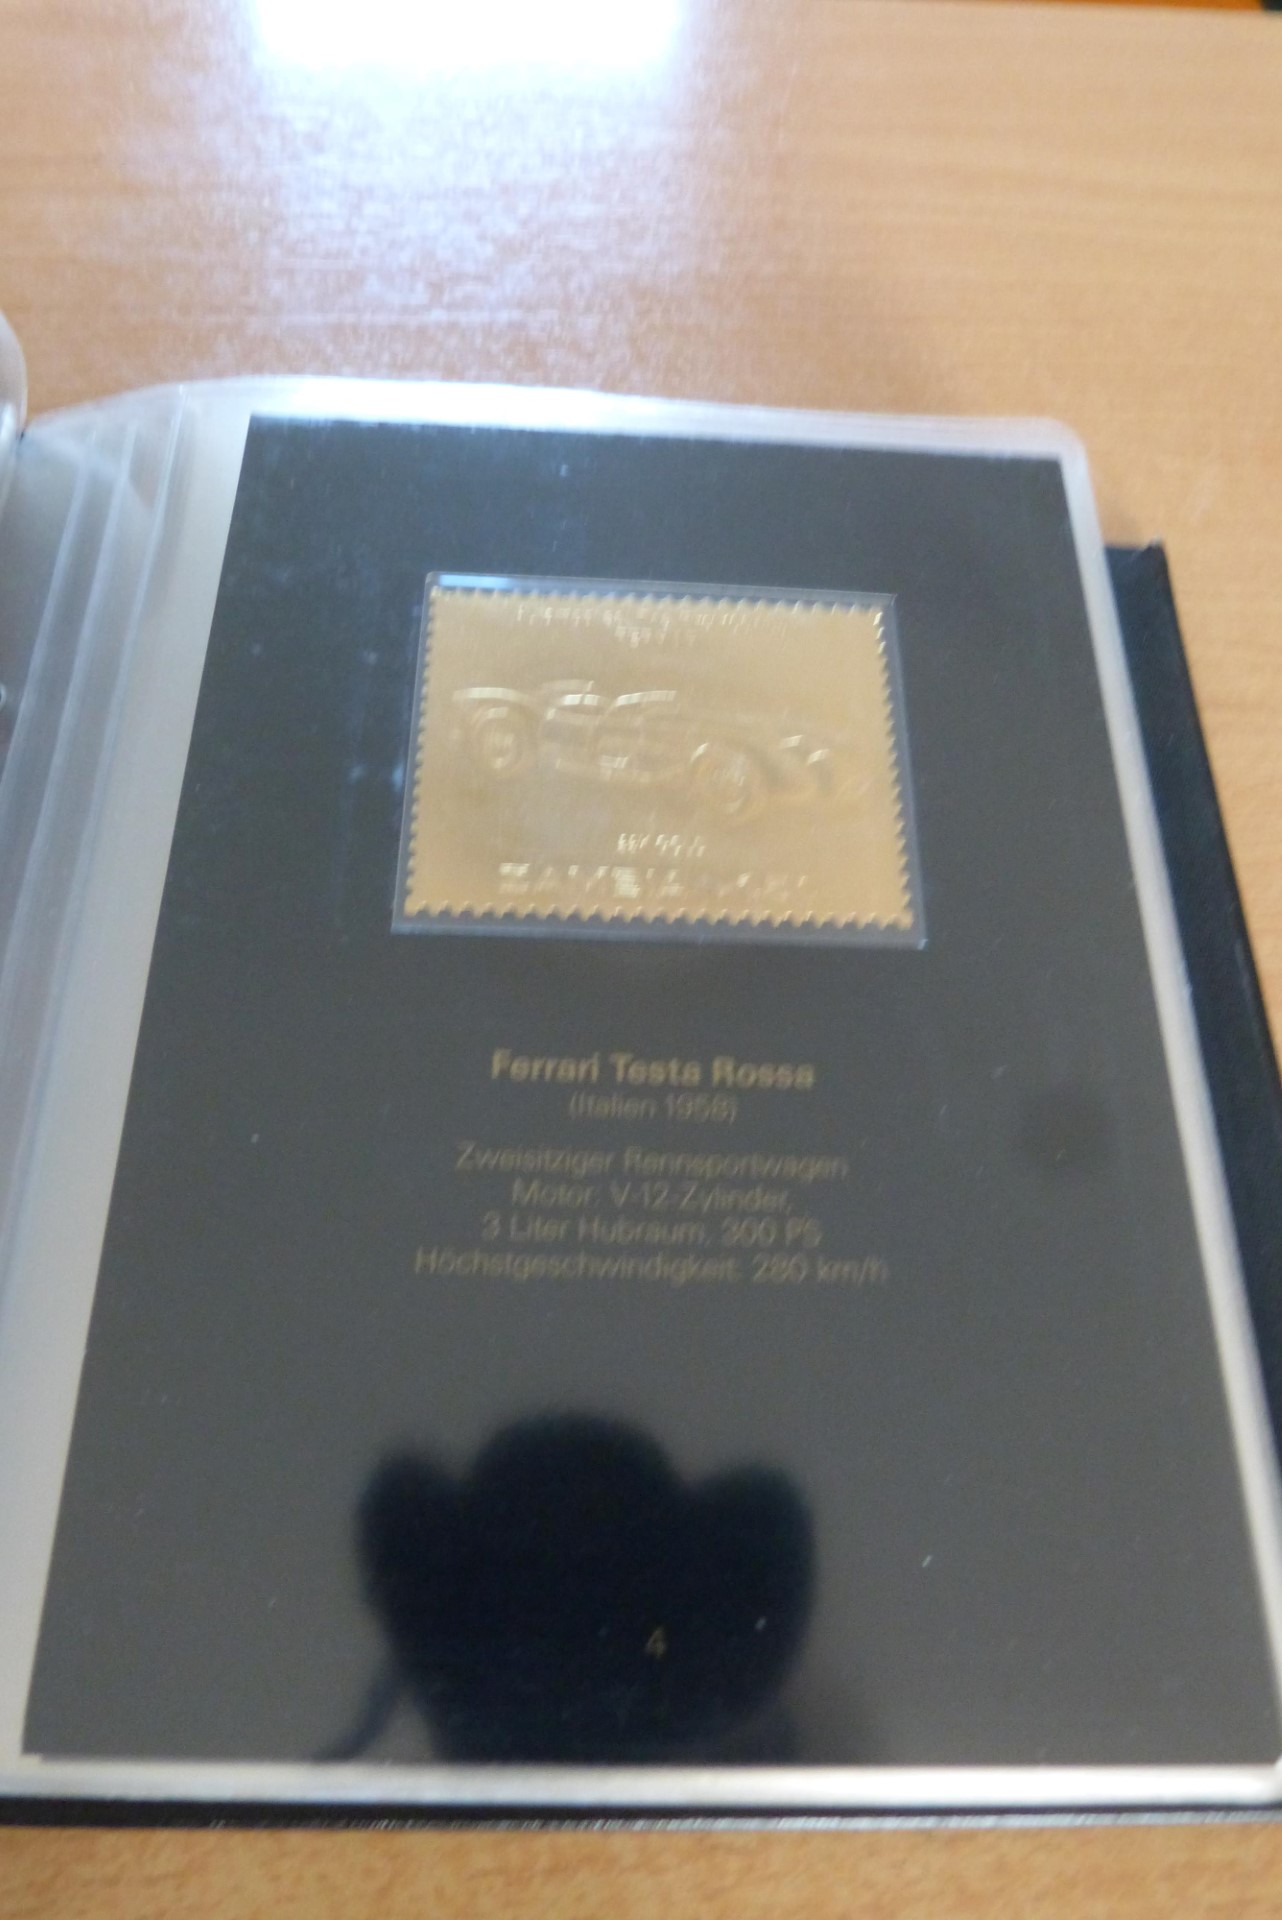 Ferrari Testa Rossa
(Italien 1958)
Zweisitziger Rennsportwagen
Motor: V-12-Zylinder,
3 Liter Hubraum, 300 PS
Höchstgeschwindigkeit: 280 km/h
4